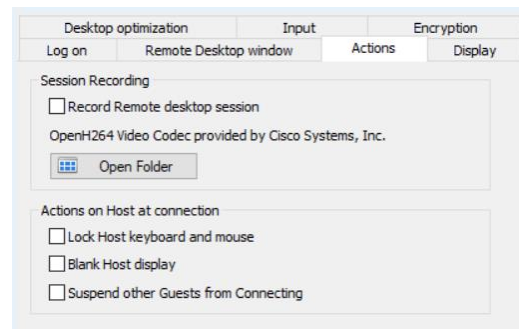 Desktop optimization Input Encryption
Log on Remote Desktop window Actions Display
Session Recording
Record Remote desktop session
OpenH264 Video Codec provided by Cisco Systems, Inc.
Open Folder
Actions on Host at connection
Lock Host keyboard and mouse
Blank Host display
Suspend other Guests from Connecting